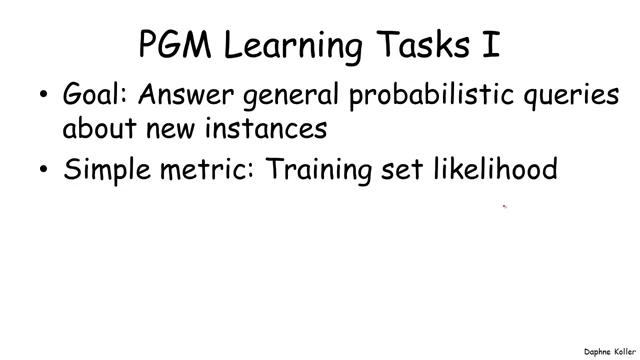 PGM Learning Tasks I
• Goal: Answer general probabilistic queries
about new instances
• Simple metric: Training set likelihood
Daphne Koller